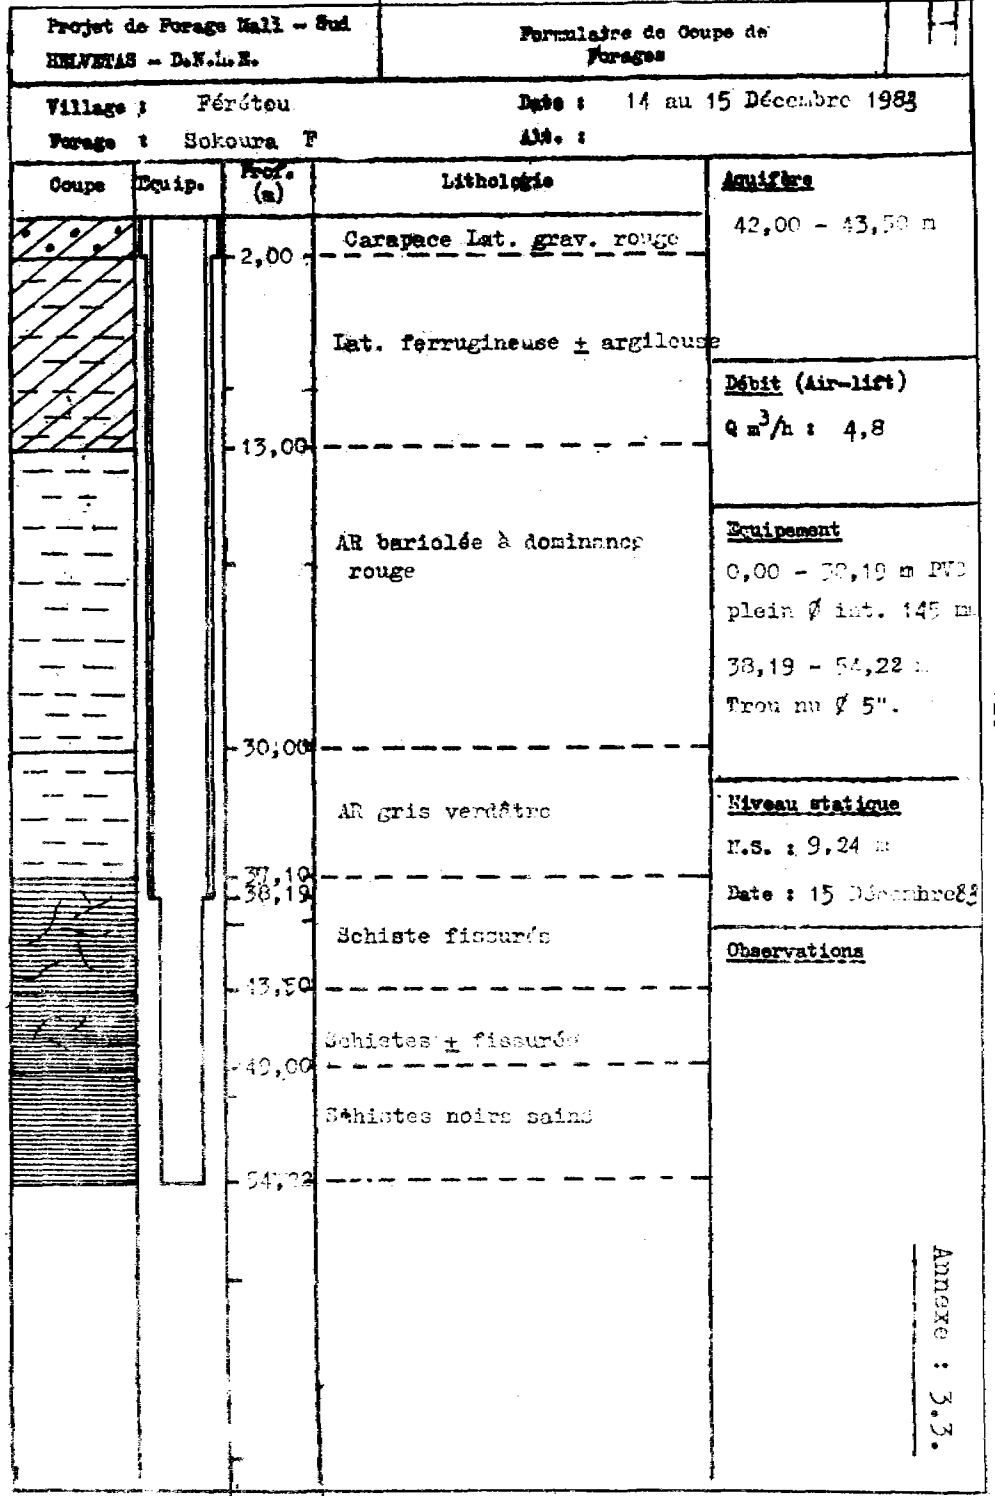 Projet de Forage Mali - Sud
HELVETAS - D.N.H.E.
Formulaire de Coupe de
Forages
Village : Férétou
Date : 14 au 15 Décembre 1983
Forage : Sokoura F
Alt. :
Coupe
Equip.
Prof.
(m)
Lithologie
Aquifère
42,00 - 43,50 m
Carapace Lat. grav. rouge
2,00
Lat. ferrugineuse ± argileuse
Débit (Air-lift)
Q m³/h : 4,8
13,00
Equipement
AR bariolée à dominance
rouge
0,00 - 38,19 m PVC
plein Ø int. 145 m
38,19 - 54,22 m
Trou nu Ø 5".
30,00
Niveau statique
AR gris verdâtre
N.S. : 9,24 m
37,19
38,19
Date : 15 Décembre83
Schiste fissurés
Observations
43,50
Schistes ± fissurés
49,00
Schistes noirs sains
54,22
Annexe : 3.3.